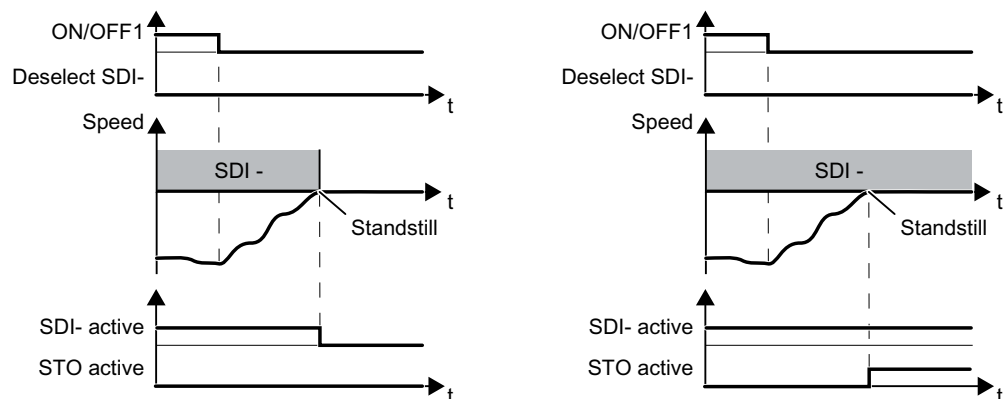 ON/OFF1
Deselect SDI-
t
Speed
SDI -
t
Standstill
SDI- active
STO active
t
ON/OFF1
Deselect SDI-
t
Speed
SDI -
t
Standstill
SDI- active
STO active
t